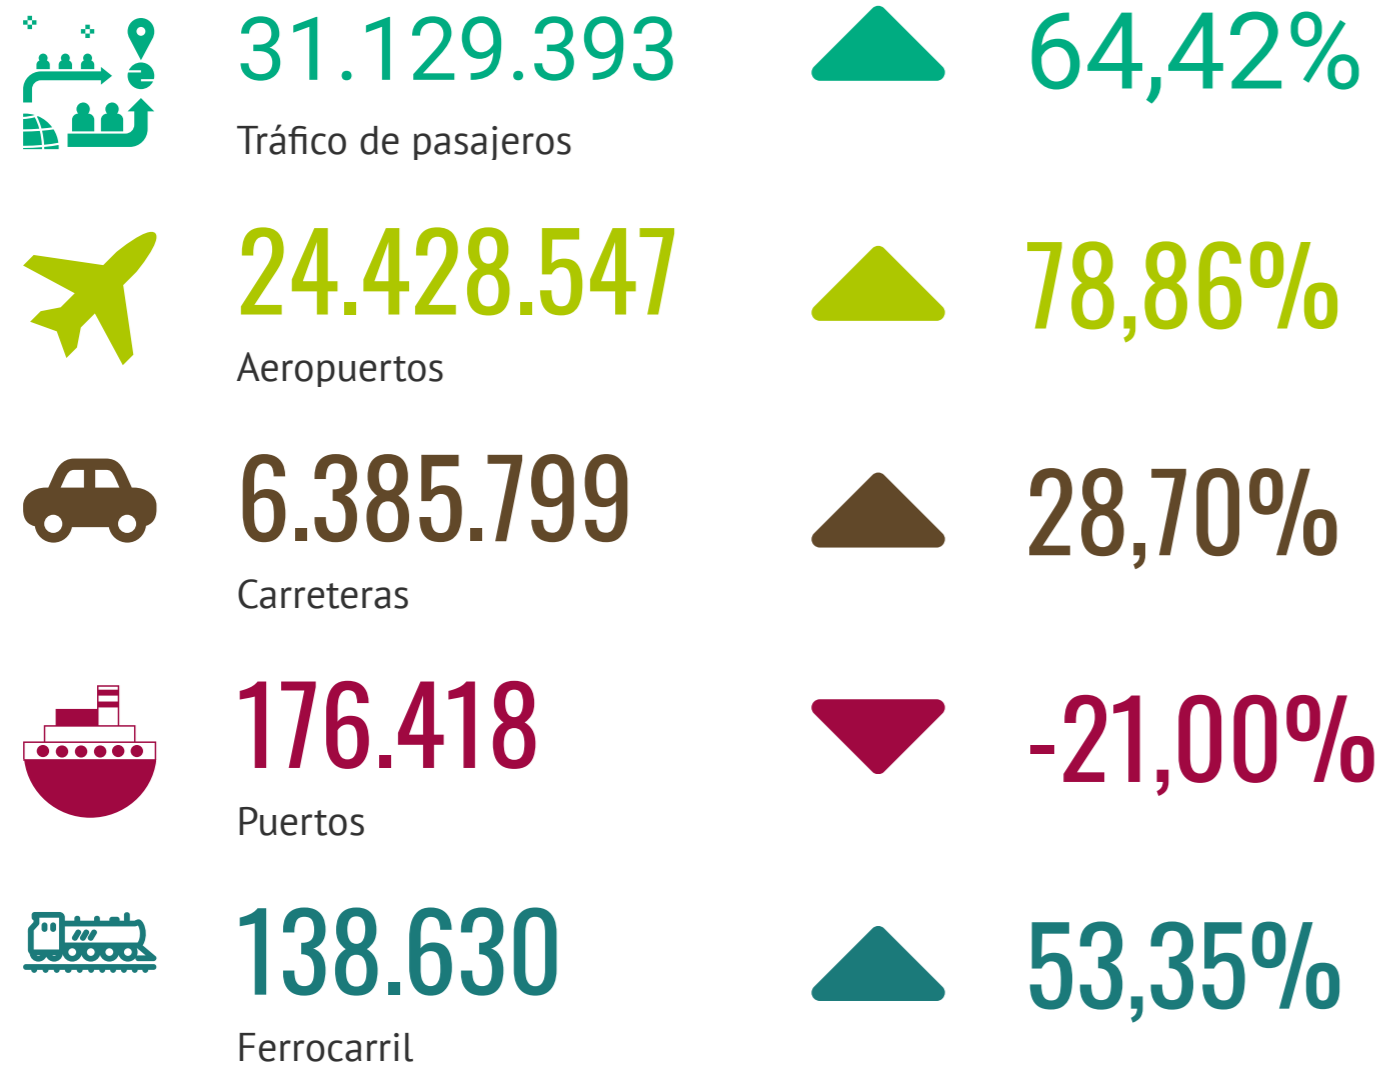 31.129.393 64,42%
Tráfico de pasajeros
24.428.547 78,86%
Aeropuertos
6.385.799 28,70%
Carreteras
176.418 -21,00%
Puertos
138.630 53,35%
Ferrocarril